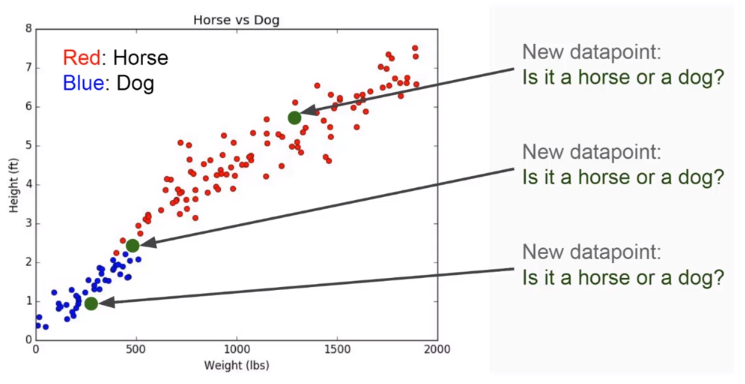 Horse vs Dog
8
7
6
5
4
3
2
1
0
Height (ft)
Red: Horse
Blue: Dog
0 500 1000 1500 2000
Weight (lbs)
New datapoint:
Is it a horse or a dog?
New datapoint:
Is it a horse or a dog?
New datapoint:
Is it a horse or a dog?